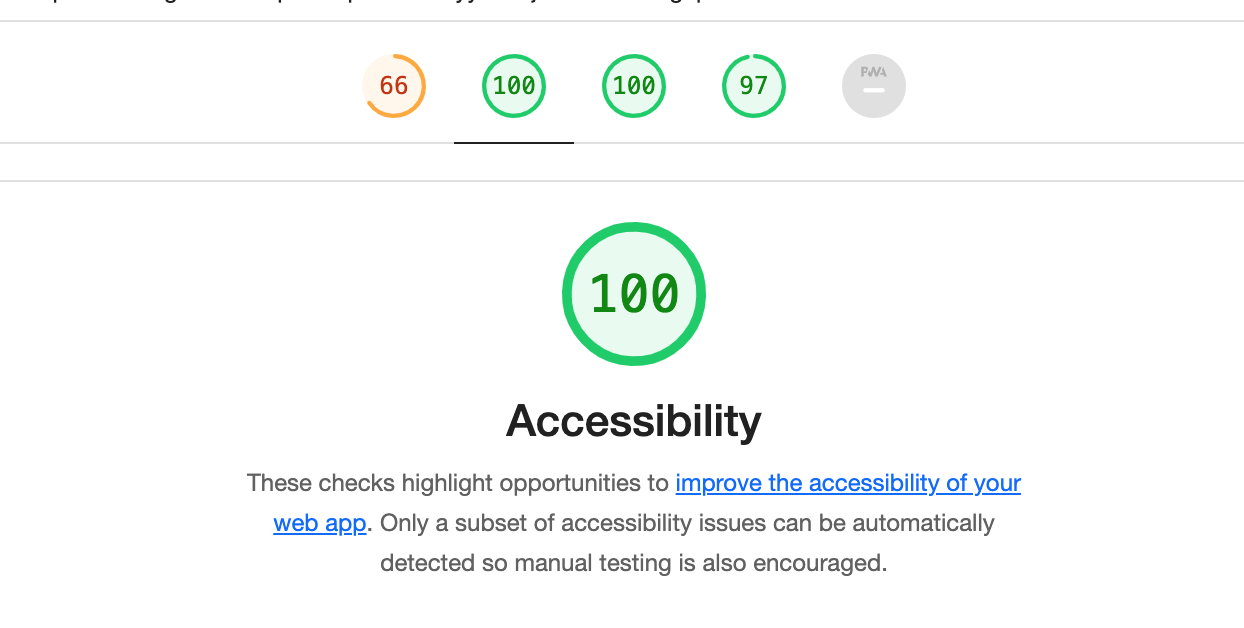 66 100 100 97 PWA
100
Accessibility
These checks highlight opportunities to improve the accessibility of your
web app. Only a subset of accessibility issues can be automatically
detected so manual testing is also encouraged.